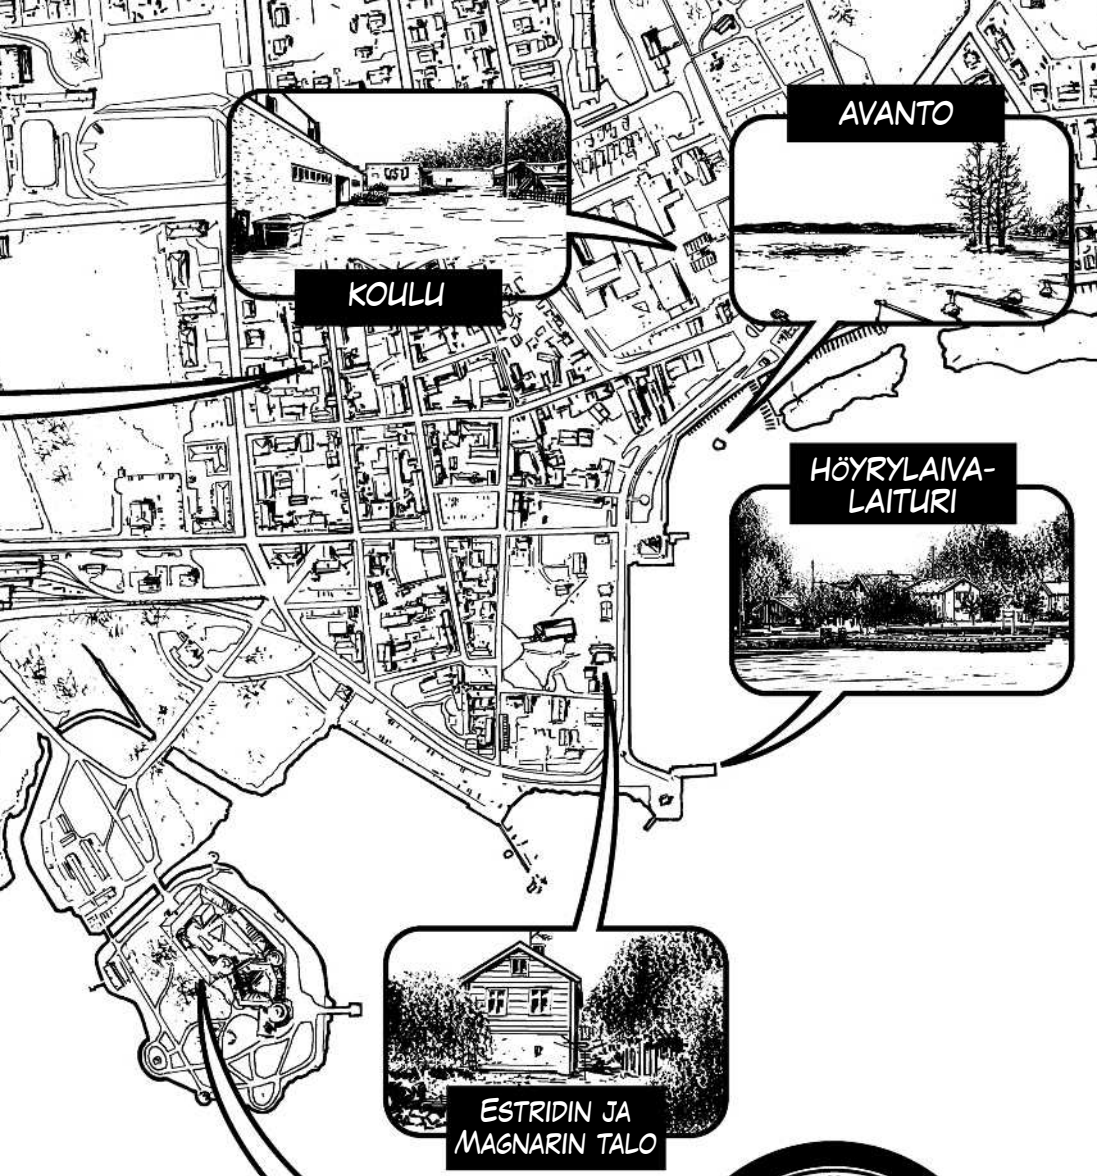 AVANTO
KOULU
HÖYRYLAIVA-
LAITURI
ESTRIDIN JA
MAGNARIN TALO